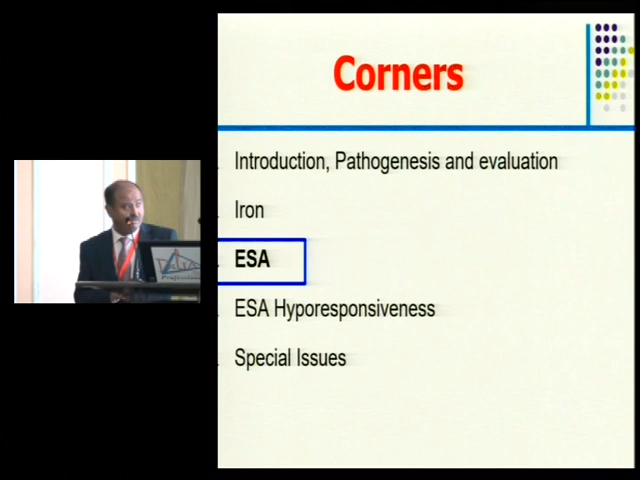 Corners
Introduction, Pathogenesis and evaluation
Iron
ESA
ESA Hyporesponsiveness
Special Issues